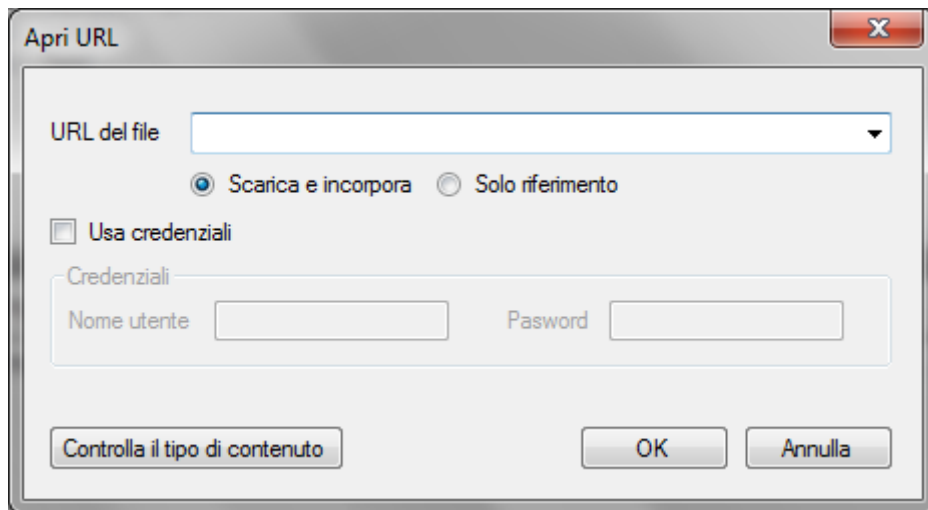 Apri URL
URL del file
Scarica e incorpora Solo riferimento
Usa credenziali
Credenziali
Nome utente Pasword
Controlla il tipo di contenuto OK Annulla